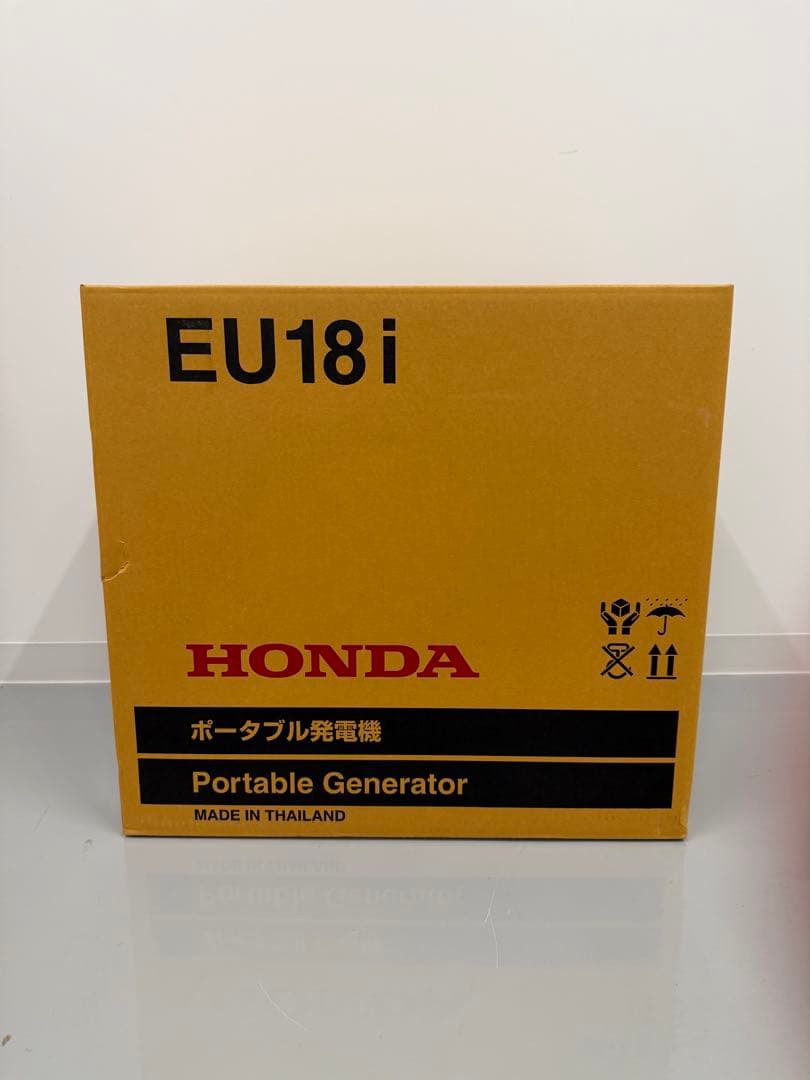 EU18i
HONDA
ポータブル発電機
Portable Generator
MADE IN THAILAND